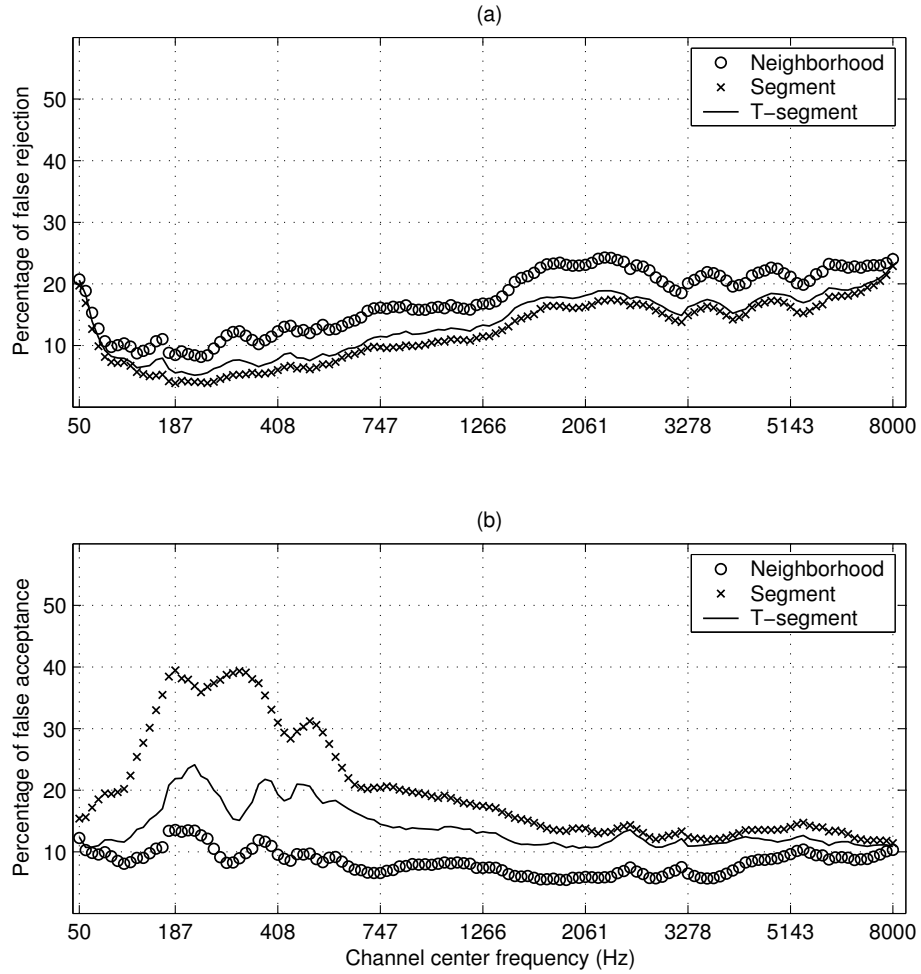 (a)
Percentage of false rejection
50
40
30
20
10
Neighborhood
Segment
T−segment
50 187 408 747 1266 2061 3278 5143 8000
(b)
Percentage of false acceptance
50
40
30
20
10
Neighborhood
Segment
T−segment
50 187 408 747 1266 2061 3278 5143 8000
Channel center frequency (Hz)